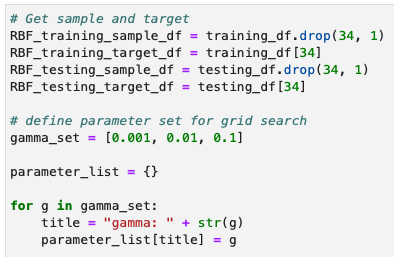 # Get sample and target
RBF_training_sample_df = training_df.drop(34, 1)
RBF_training_target_df = training_df[34]
RBF_testing_sample_df = testing_df.drop(34, 1)
RBF_testing_target_df = testing_df[34]

# define parameter set for grid search
gamma_set = [0.001, 0.01, 0.1]

parameter_list = {}

for g in gamma_set:
    title = "gamma: " + str(g)
    parameter_list[title] = g